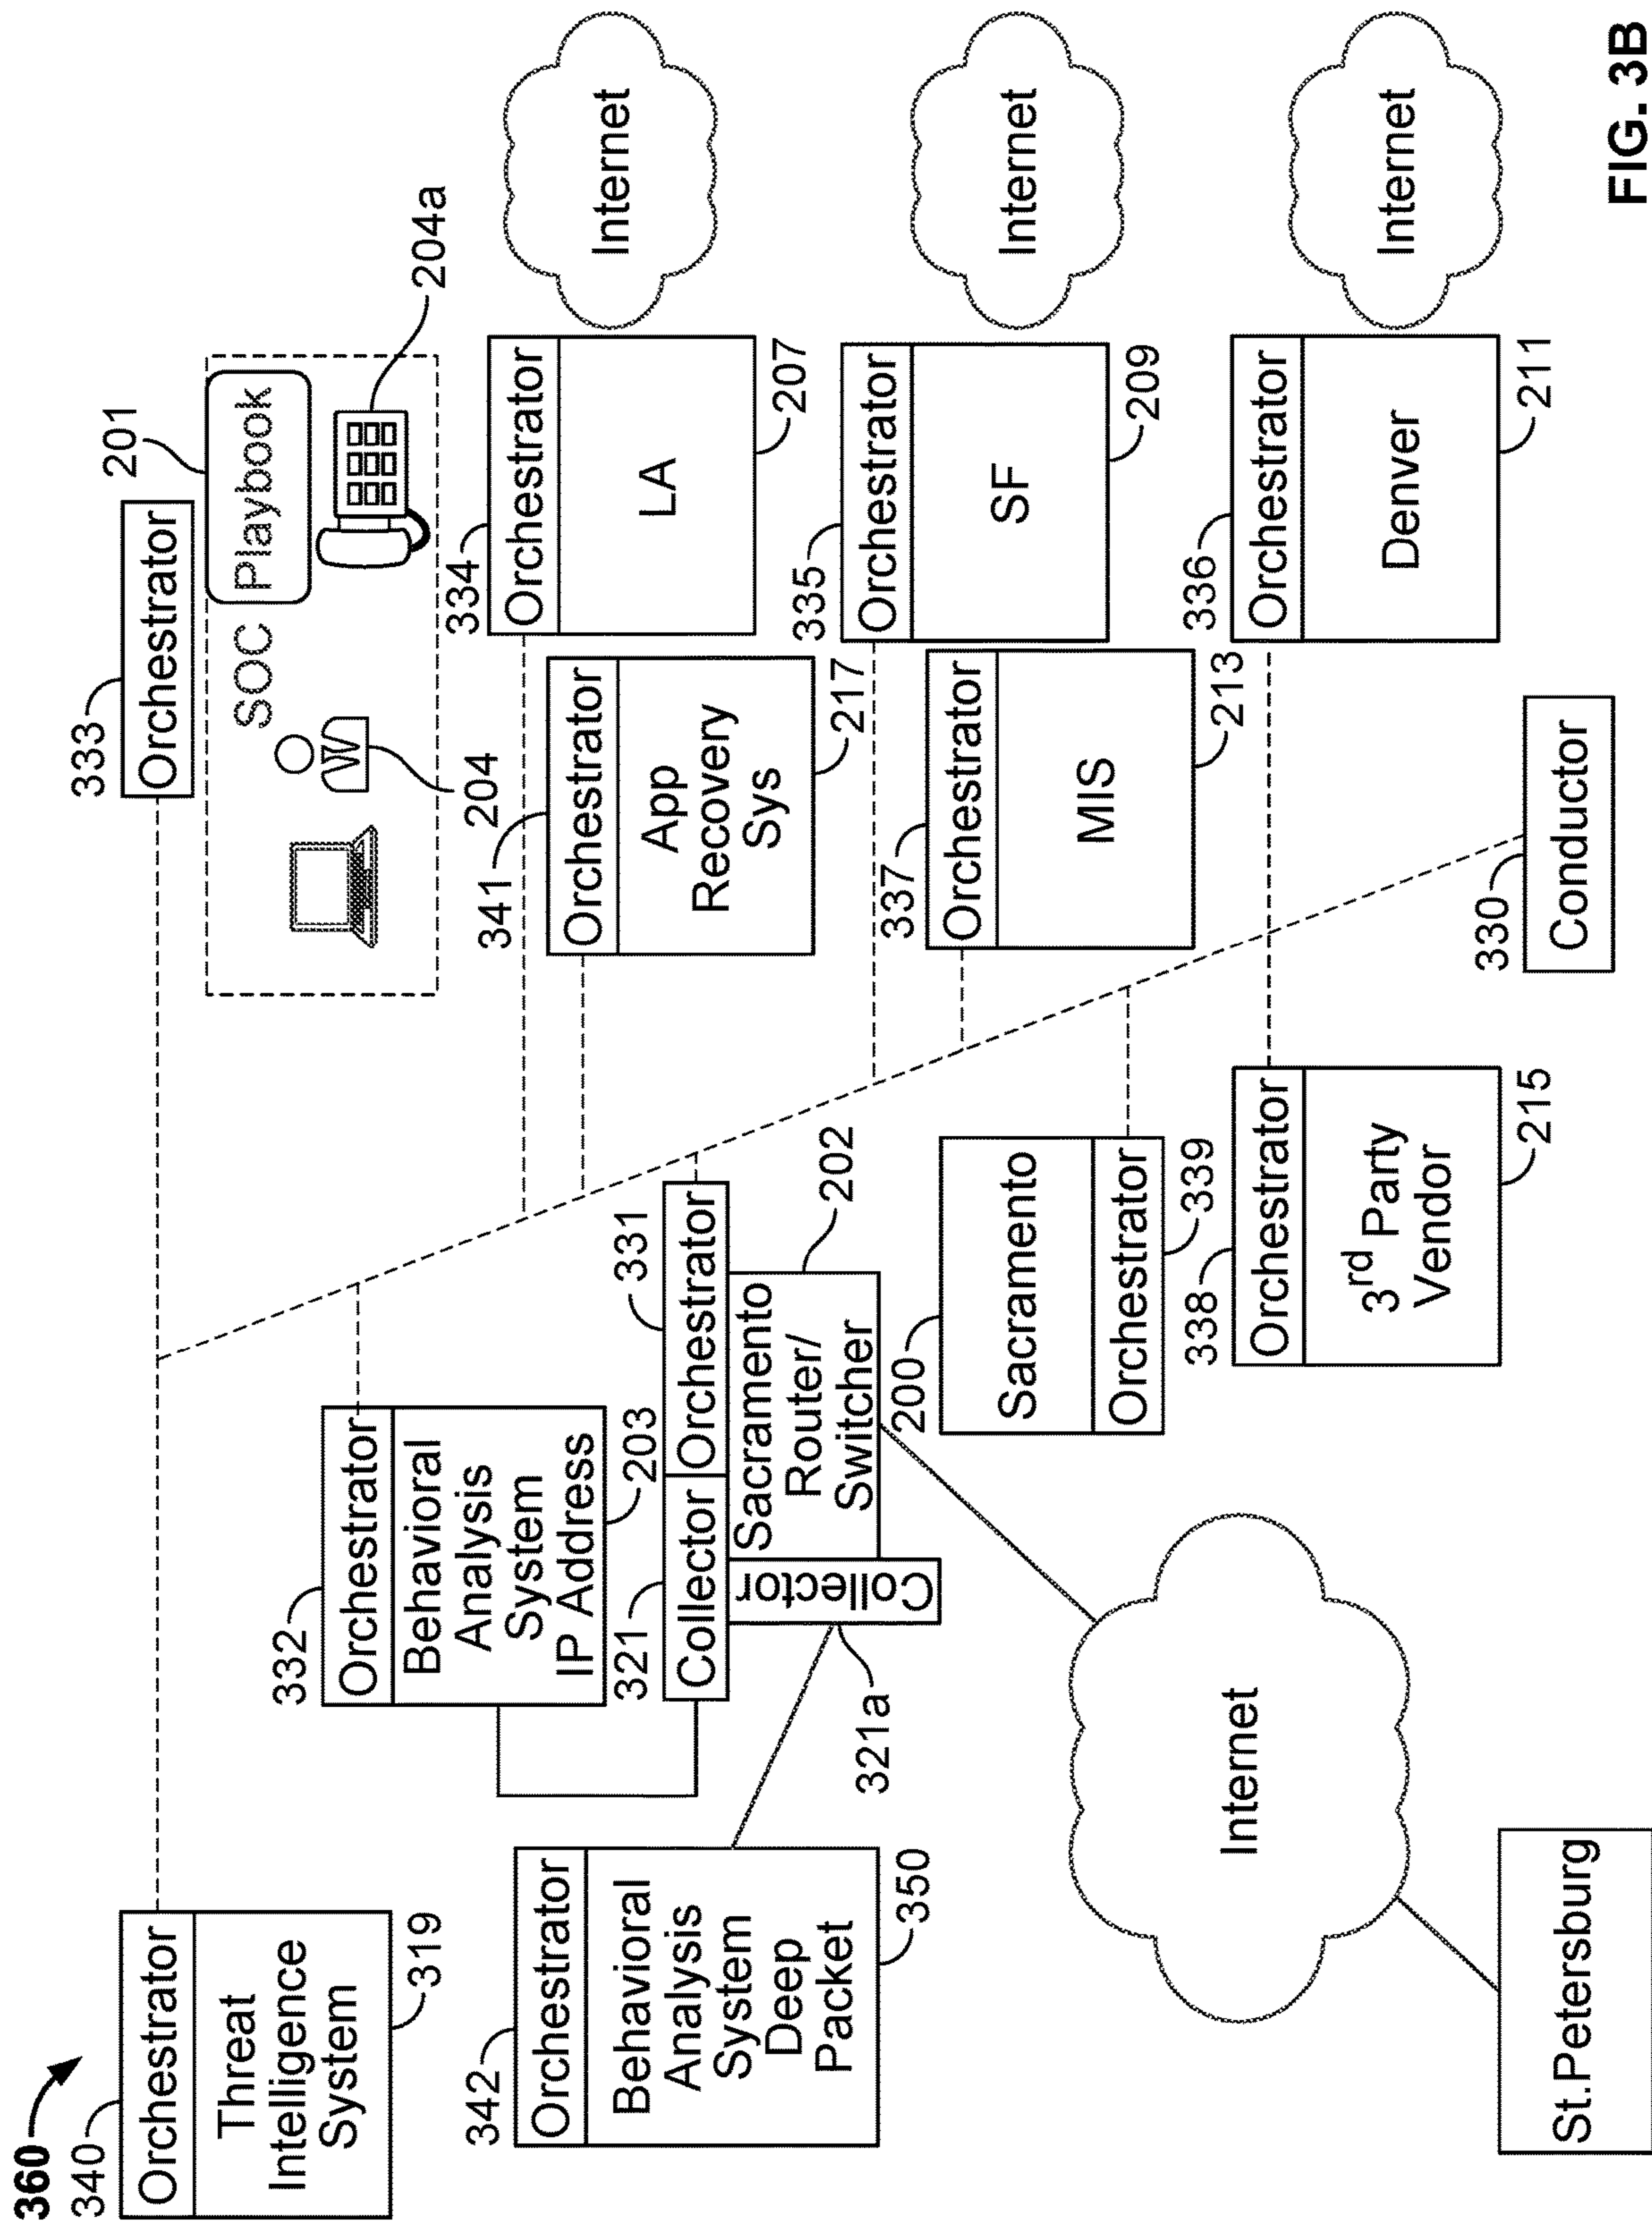 360
340
Orchestrator
Threat
Intelligence
System
319
333
Orchestrator
201
SOC
Playbook
204
204a
332
Orchestrator
Behavioral
Analysis
System
IP Address
203
334
Orchestrator
LA
207
Internet
341
Orchestrator
App
Recovery
Sys
217
342
Orchestrator
Behavioral
Analysis
System
Deep
Packet
350
321
Collector
331
Orchestrator
Sacramento
Router/
Switcher
202
Collector
321a
335
Orchestrator
SF
209
Internet
337
Orchestrator
MIS
213
200
Sacramento
Orchestrator
339
336
Orchestrator
Denver
211
Internet
338
Orchestrator
3rd Party
Vendor
215
Internet
330
Conductor
St.Petersburg
FIG. 3B